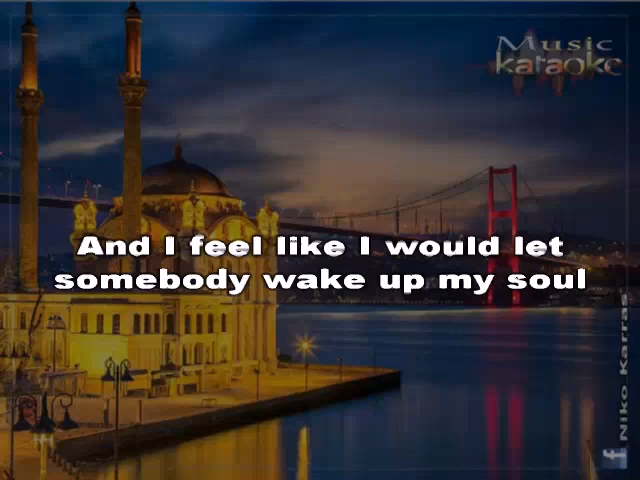 Music
karaoke
And I feel like I would let
somebody wake up my soul
Niko Karras
f